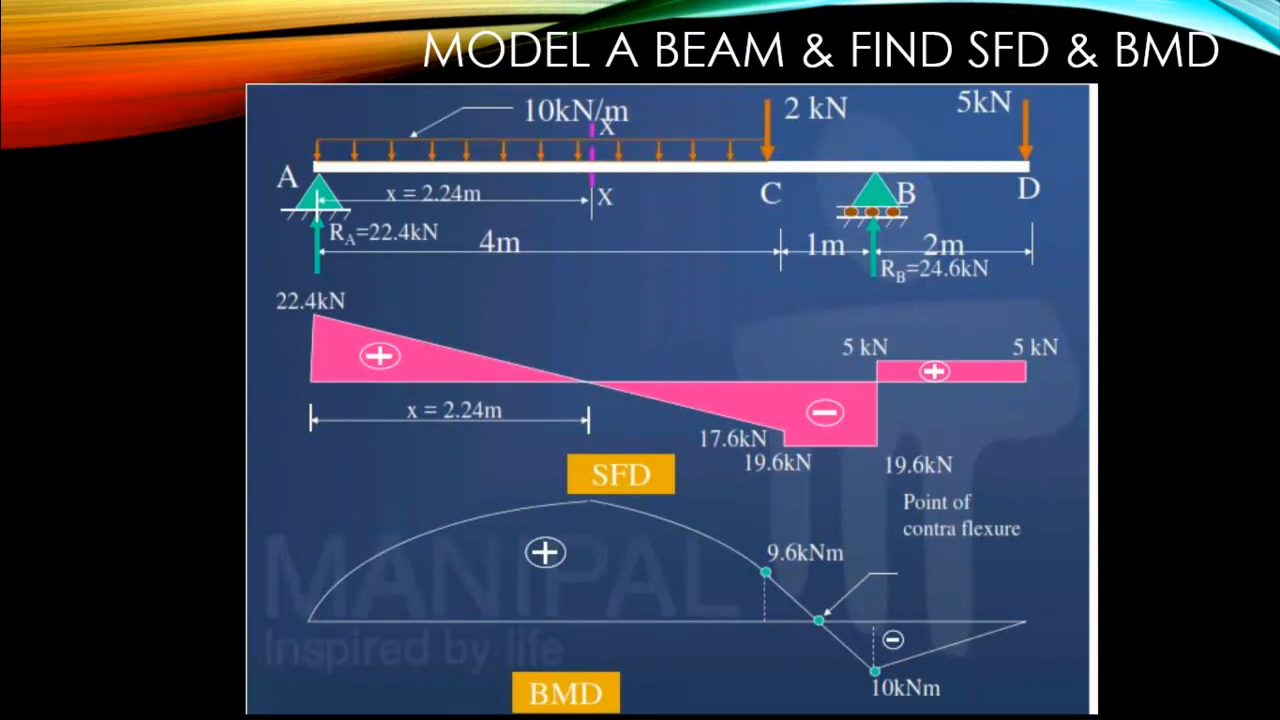 MODEL A BEAM & FIND SFD & BMD
10kN/m
2 kN
5kN
X
A
x = 2.24m
X
C
B
D
R_A=22.4kN
4m
1m
2m
R_B=24.6kN
22.4kN
+
5 kN
5 kN
+
x = 2.24m
−
17.6kN
19.6kN
19.6kN
SFD
Point of
contra flexure
+
9.6kNm
MANIPAL
Inspired by life
−
10kNm
BMD